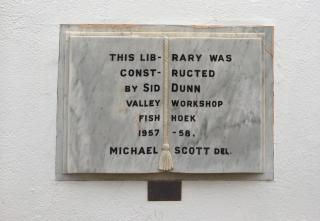 THIS LIB- RARY WAS
CONST- RUCTED
BY SID DUNN
VALLEY WORKSHOP
FISH HOEK
1957 -58.
MICHAEL SCOTT DEL.